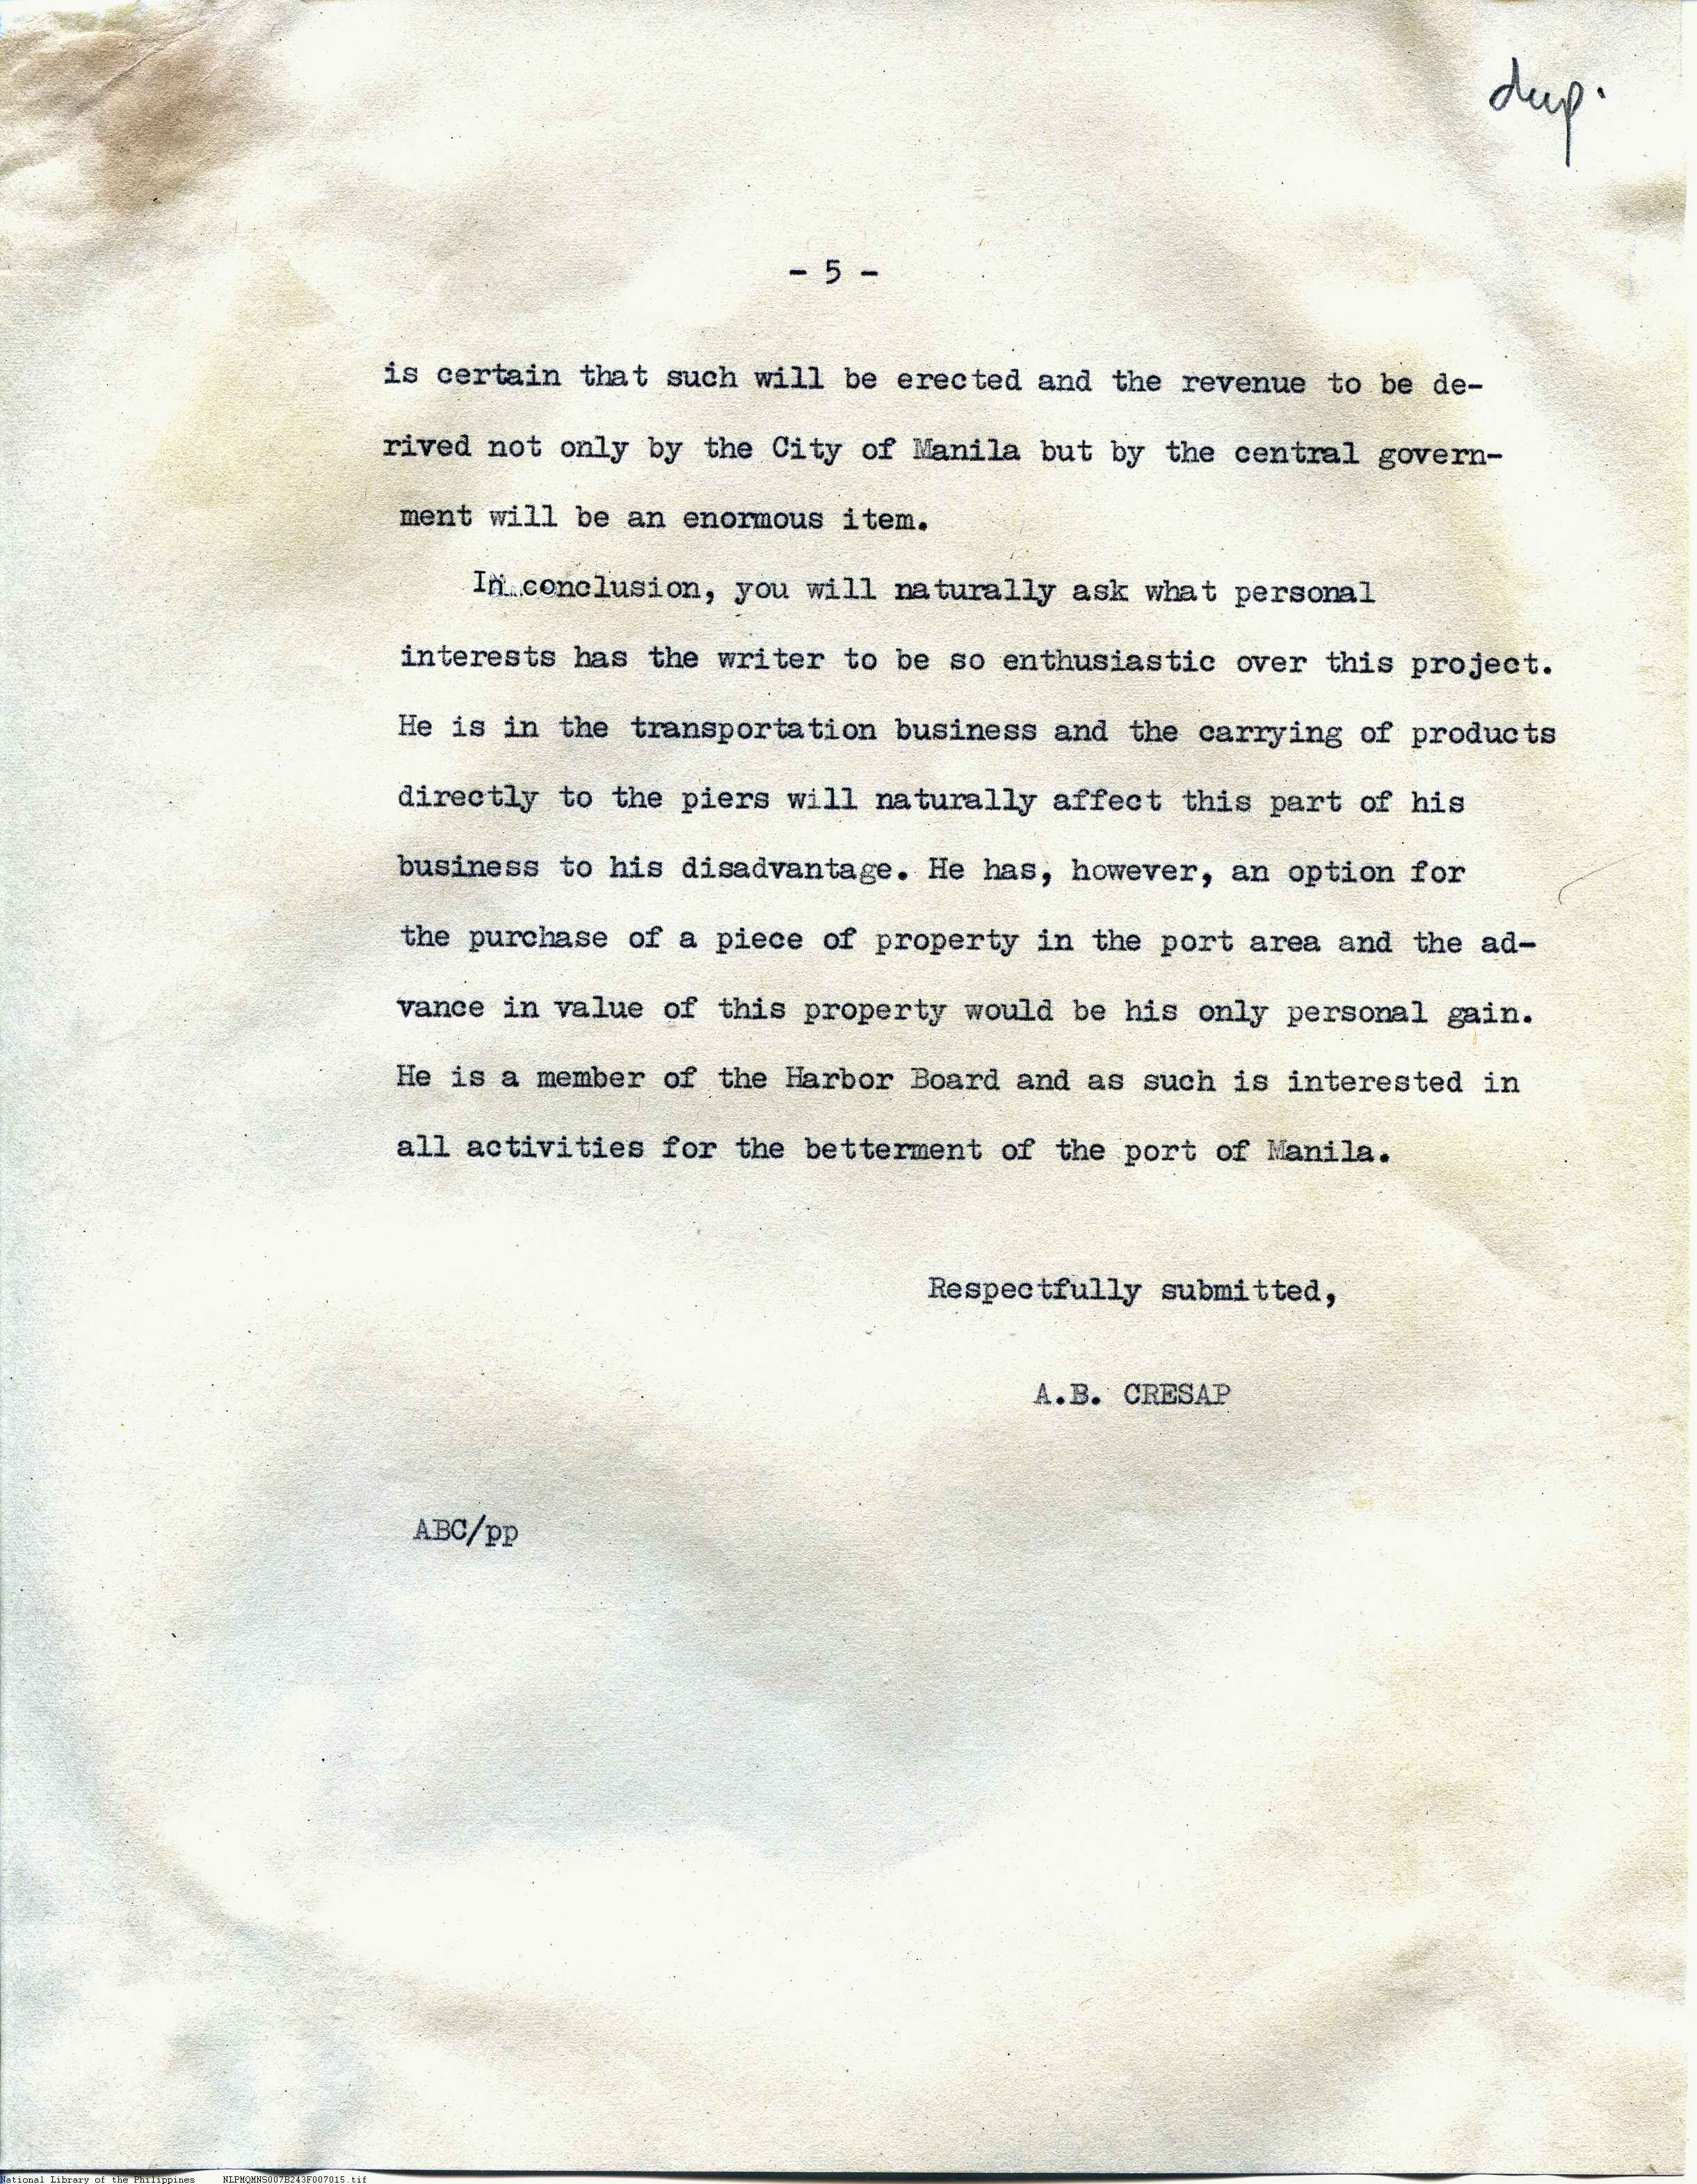 dup.
- 5 -
is certain that such will be erected and the revenue to be de-
rived not only by the City of Manila but by the central govern-
ment will be an enormous item.
In conclusion, you will naturally ask what personal
interests has the writer to be so enthusiastic over this project.
He is in the transportation business and the carrying of products
directly to the piers will naturally affect this part of his
business to his disadvantage. He has, however, an option for
the purchase of a piece of property in the port area and the ad-
vance in value of this property would be his only personal gain.
He is a member of the Harbor Board and as such is interested in
all activities for the betterment of the port of Manila.
Respectfully submitted,
A.B. CRESAP
ABC/pp
National Library of the Philippines NLPMQMNS007B243F007015.tif